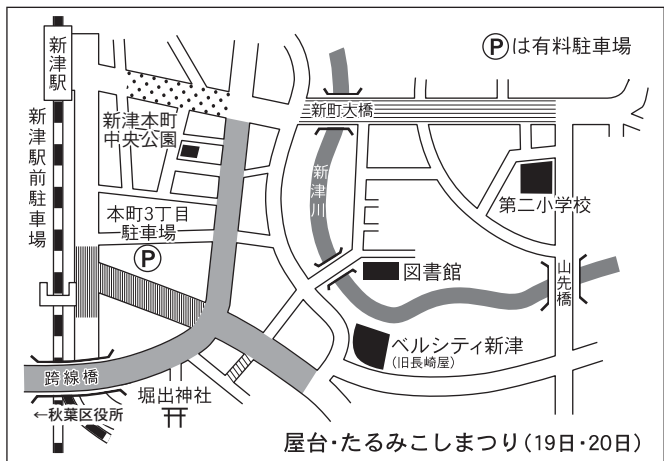 新津駅
新津駅前駐車場
Ⓟは有料駐車場
新町大橋
新津本町
中央公園
新津川
第二小学校
本町3丁目
駐車場
Ⓟ
図書館
山先橋
ベルシティ新津
(旧長崎屋)
跨線橋
←秋葉区役所
堀出神社
屋台・たるみこしまつり(19日・20日)